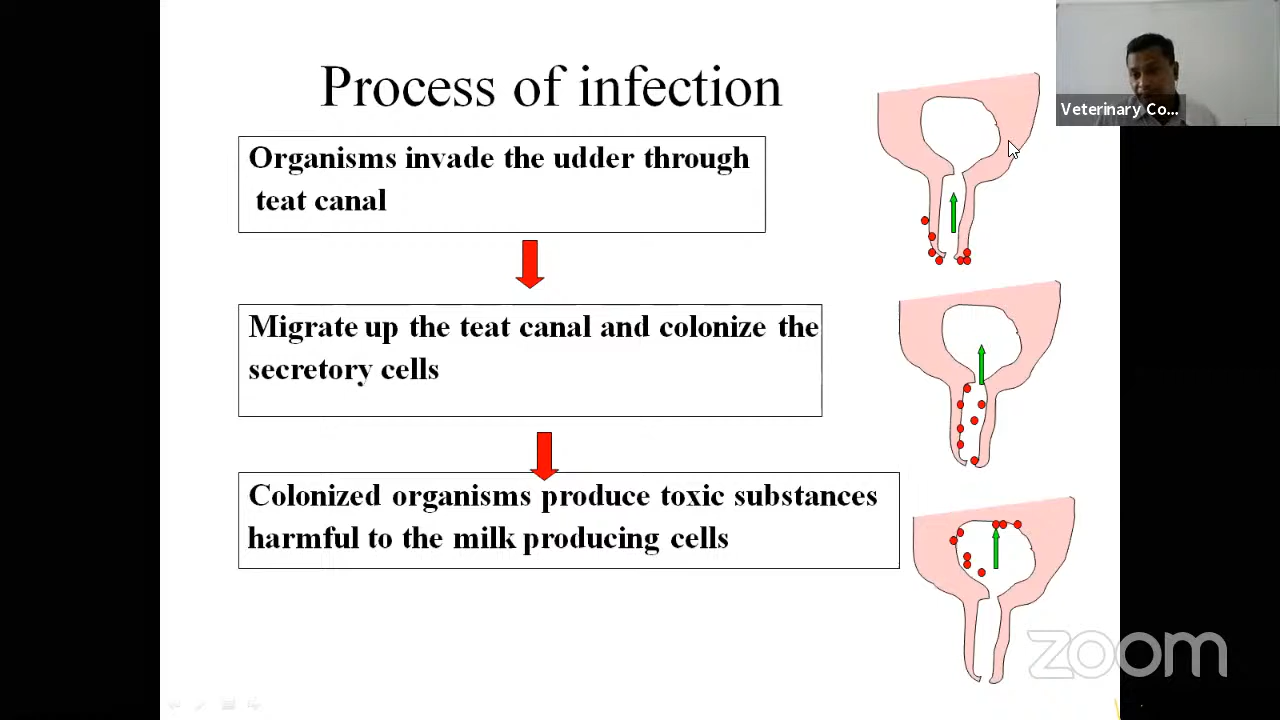 Process of infection
Veterinary Co...
Organisms invade the udder through
teat canal
Migrate up the teat canal and colonize the
secretory cells
Colonized organisms produce toxic substances
harmful to the milk producing cells
zoom